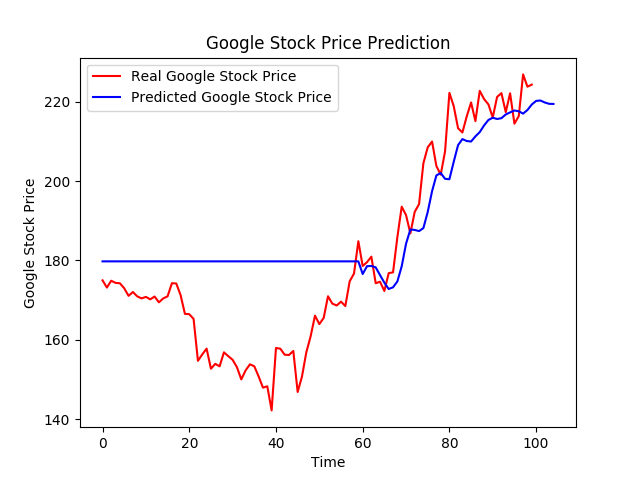 Google Stock Price Prediction
Real Google Stock Price
Predicted Google Stock Price
Google Stock Price
220
200
180
160
140
0 20 40 60 80 100
Time